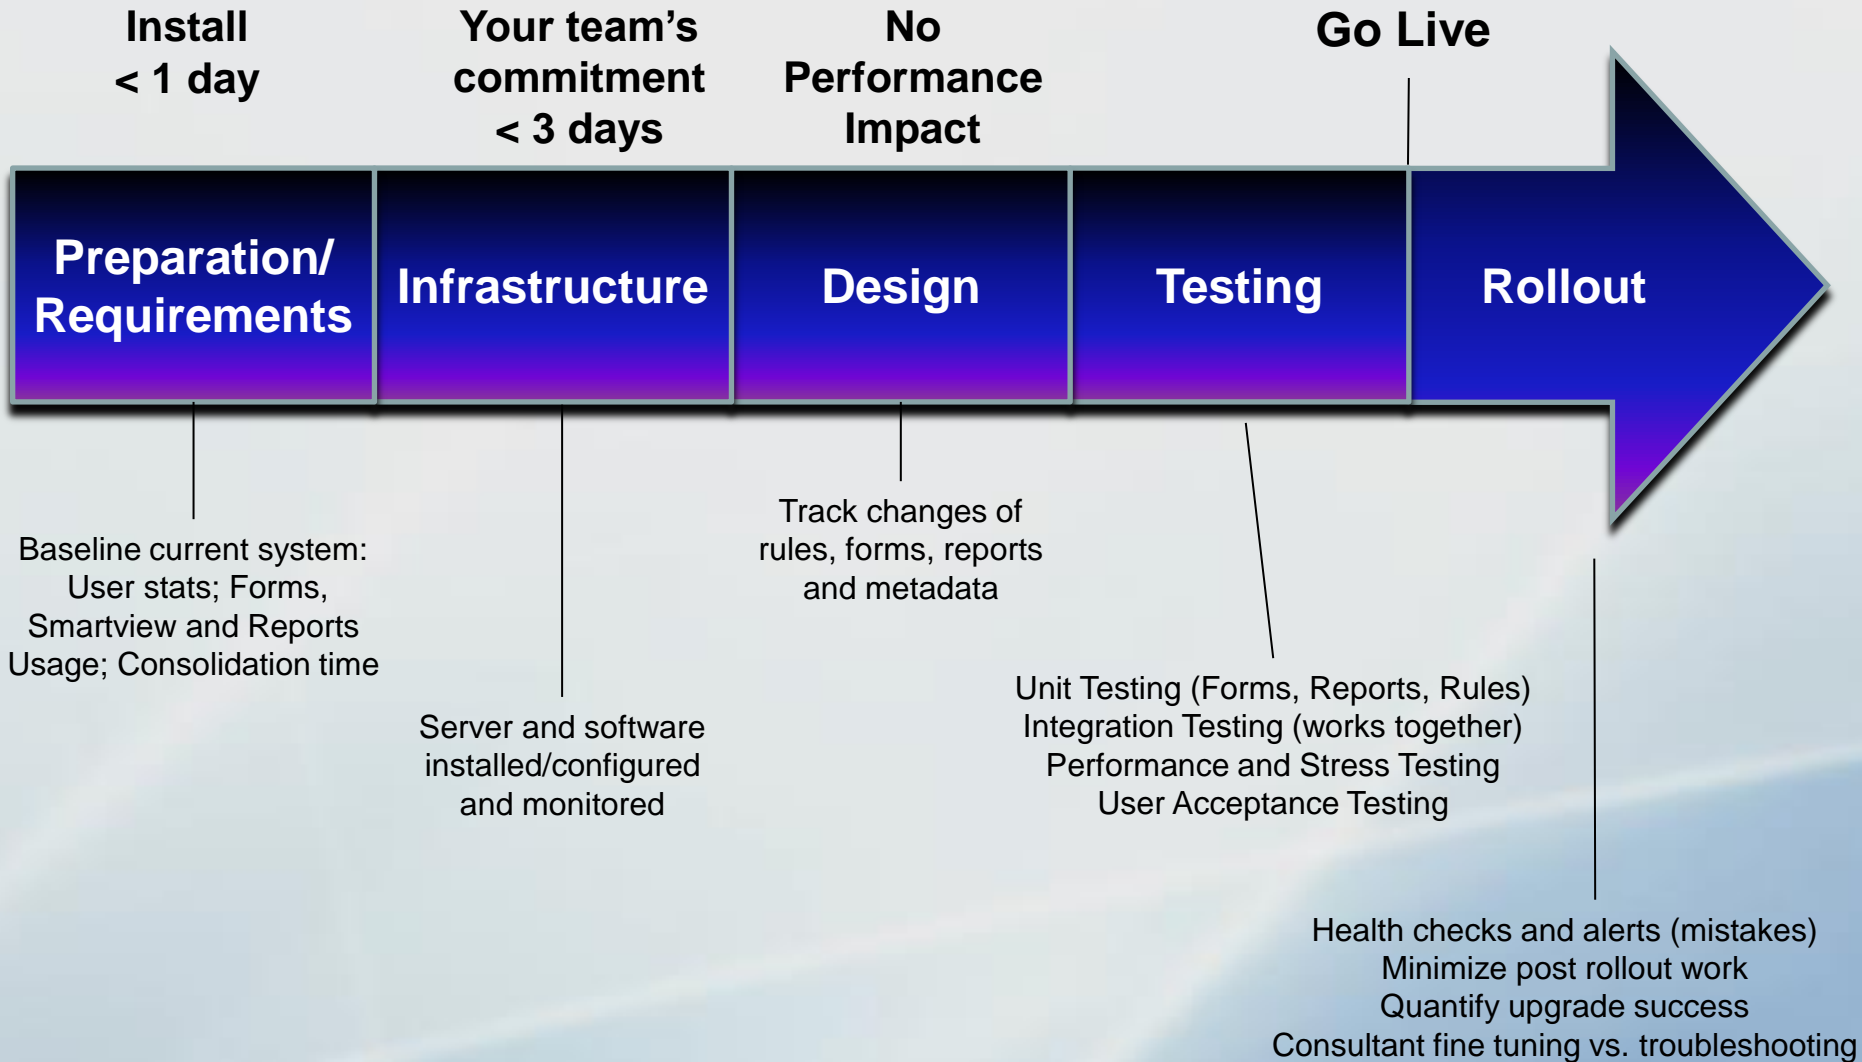 Install
< 1 day
Your team’s
commitment
< 3 days
No
Performance
Impact
Go Live
Preparation/
Requirements
Infrastructure
Design
Testing
Rollout
Baseline current system:
User stats; Forms,
Smartview and Reports
Usage; Consolidation time
Server and software
installed/configured
and monitored
Track changes of
rules, forms, reports
and metadata
Unit Testing (Forms, Reports, Rules)
Integration Testing (works together)
Performance and Stress Testing
User Acceptance Testing
Health checks and alerts (mistakes)
Minimize post rollout work
Quantify upgrade success
Consultant fine tuning vs. troubleshooting